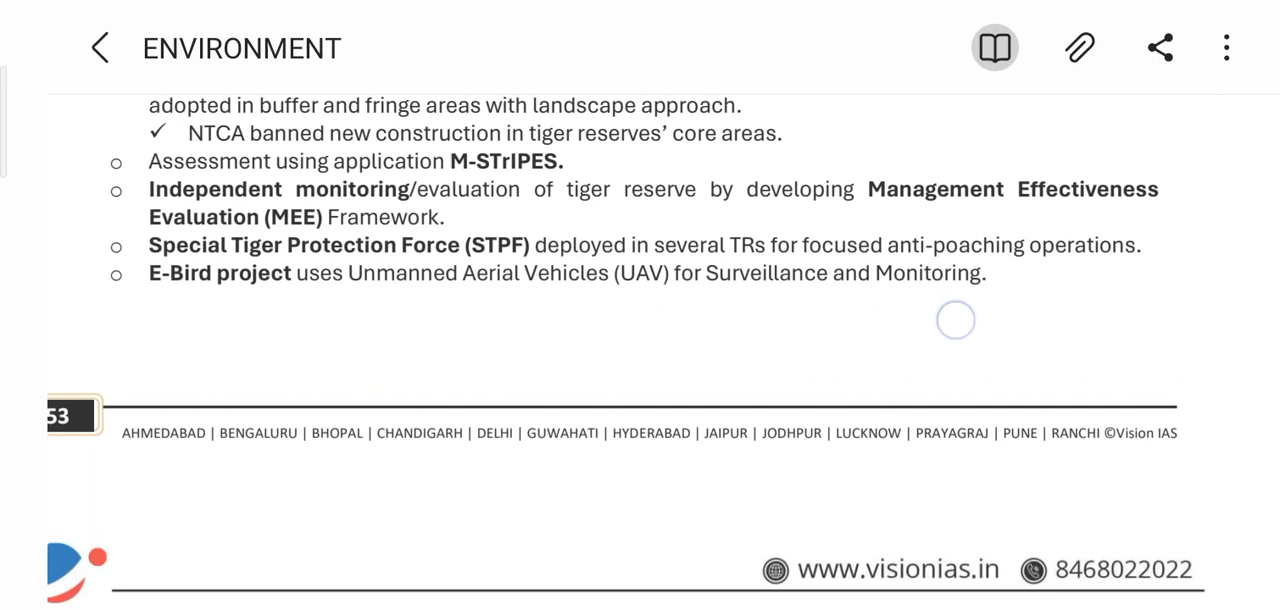 ENVIRONMENT
adopted in buffer and fringe areas with landscape approach.
✓ NTCA banned new construction in tiger reserves’ core areas.
o Assessment using application M-STrIPES.
o Independent monitoring/evaluation of tiger reserve by developing Management Effectiveness
Evaluation (MEE) Framework.
o Special Tiger Protection Force (STPF) deployed in several TRs for focused anti-poaching operations.
o E-Bird project uses Unmanned Aerial Vehicles (UAV) for Surveillance and Monitoring.
53
AHMEDABAD | BENGALURU | BHOPAL | CHANDIGARH | DELHI | GUWAHATI | HYDERABAD | JAIPUR | JODHPUR | LUCKNOW | PRAYAGRAJ | PUNE | RANCHI ©Vision IAS
www.visionias.in 8468022022